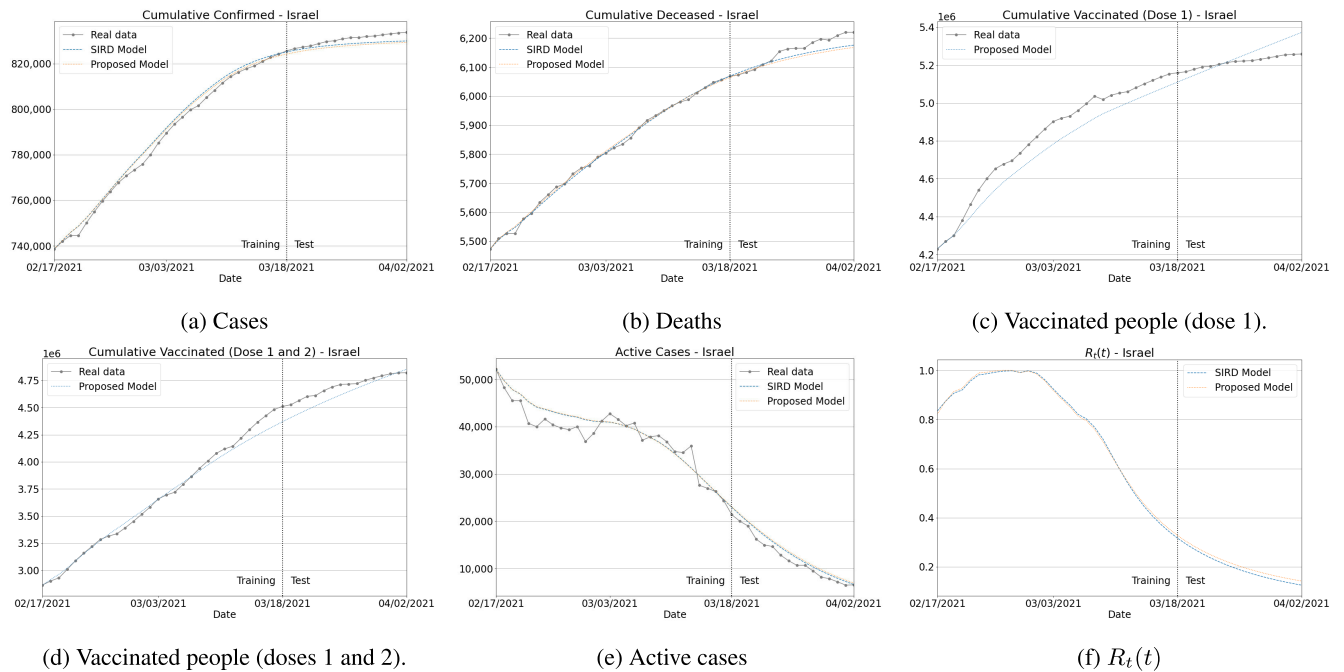 Cumulative Confirmed - Israel
Real data
SIRD Model
Proposed Model
820,000
800,000
780,000
760,000
740,000
Training
Test
02/17/2021
03/03/2021
03/18/2021
04/02/2021
Date
(a) Cases
Cumulative Deceased - Israel
Real data
SIRD Model
Proposed Model
6,200
6,100
6,000
5,900
5,800
5,700
5,600
5,500
Training
Test
02/17/2021
03/03/2021
03/18/2021
04/02/2021
Date
(b) Deaths
1e6
Cumulative Vaccinated (Dose 1) - Israel
Real data
Proposed Model
5.4
5.2
5.0
4.8
4.6
4.4
4.2
Training
Test
02/17/2021
03/03/2021
03/18/2021
04/02/2021
Date
(c) Vaccinated people (dose 1).
1e6
Cumulative Vaccinated (Dose 1 and 2) - Israel
Real data
Proposed Model
4.75
4.50
4.25
4.00
3.75
3.50
3.25
3.00
Training
Test
02/17/2021
03/03/2021
03/18/2021
04/02/2021
Date
(d) Vaccinated people (doses 1 and 2).
Active Cases - Israel
Real data
SIRD Model
Proposed Model
50,000
40,000
30,000
20,000
10,000
Training
Test
02/17/2021
03/03/2021
03/18/2021
04/02/2021
Date
(e) Active cases
Rt(t) - Israel
SIRD Model
Proposed Model
1.0
0.8
0.6
0.4
0.2
Training
Test
02/17/2021
03/03/2021
03/18/2021
04/02/2021
Date
(f) Rt(t)